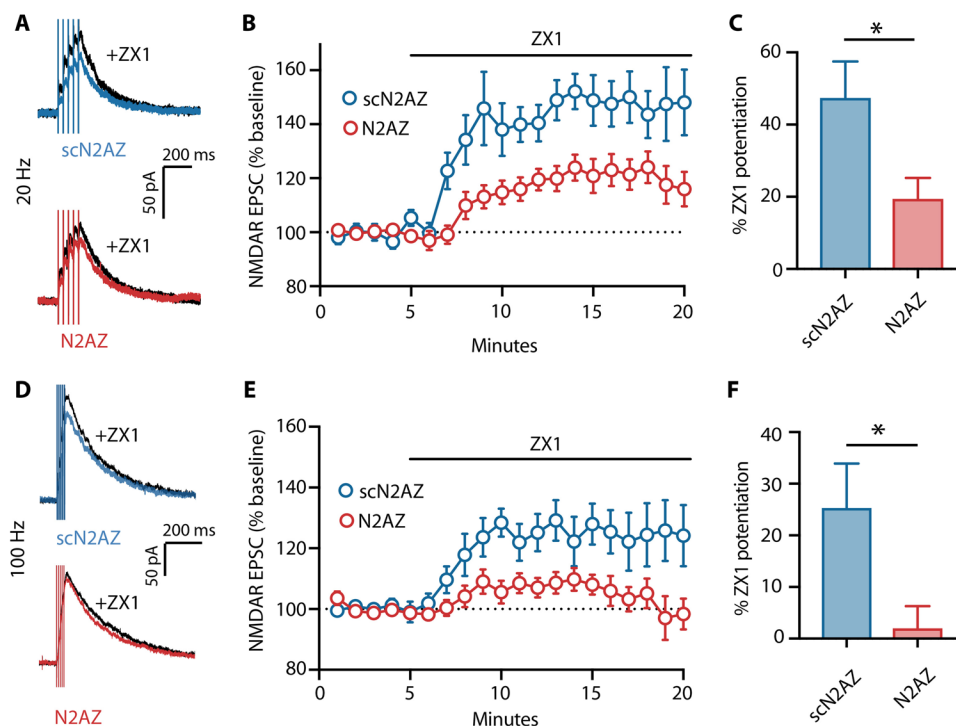 A
+ZX1
scN2AZ
20 Hz
200 ms
50 pA
+ZX1
N2AZ
B
ZX1
NMDAR EPSC (% baseline)
160
140
120
100
80
scN2AZ
N2AZ
0 5 10 15 20
Minutes
C
*
% ZX1 potentiation
60
40
20
0
scN2AZ
N2AZ
D
+ZX1
scN2AZ
100 Hz
200 ms
50 pA
+ZX1
N2AZ
E
ZX1
NMDAR EPSC (% baseline)
160
140
120
100
80
scN2AZ
N2AZ
0 5 10 15 20
Minutes
F
*
% ZX1 potentiation
40
30
20
10
0
scN2AZ
N2AZ